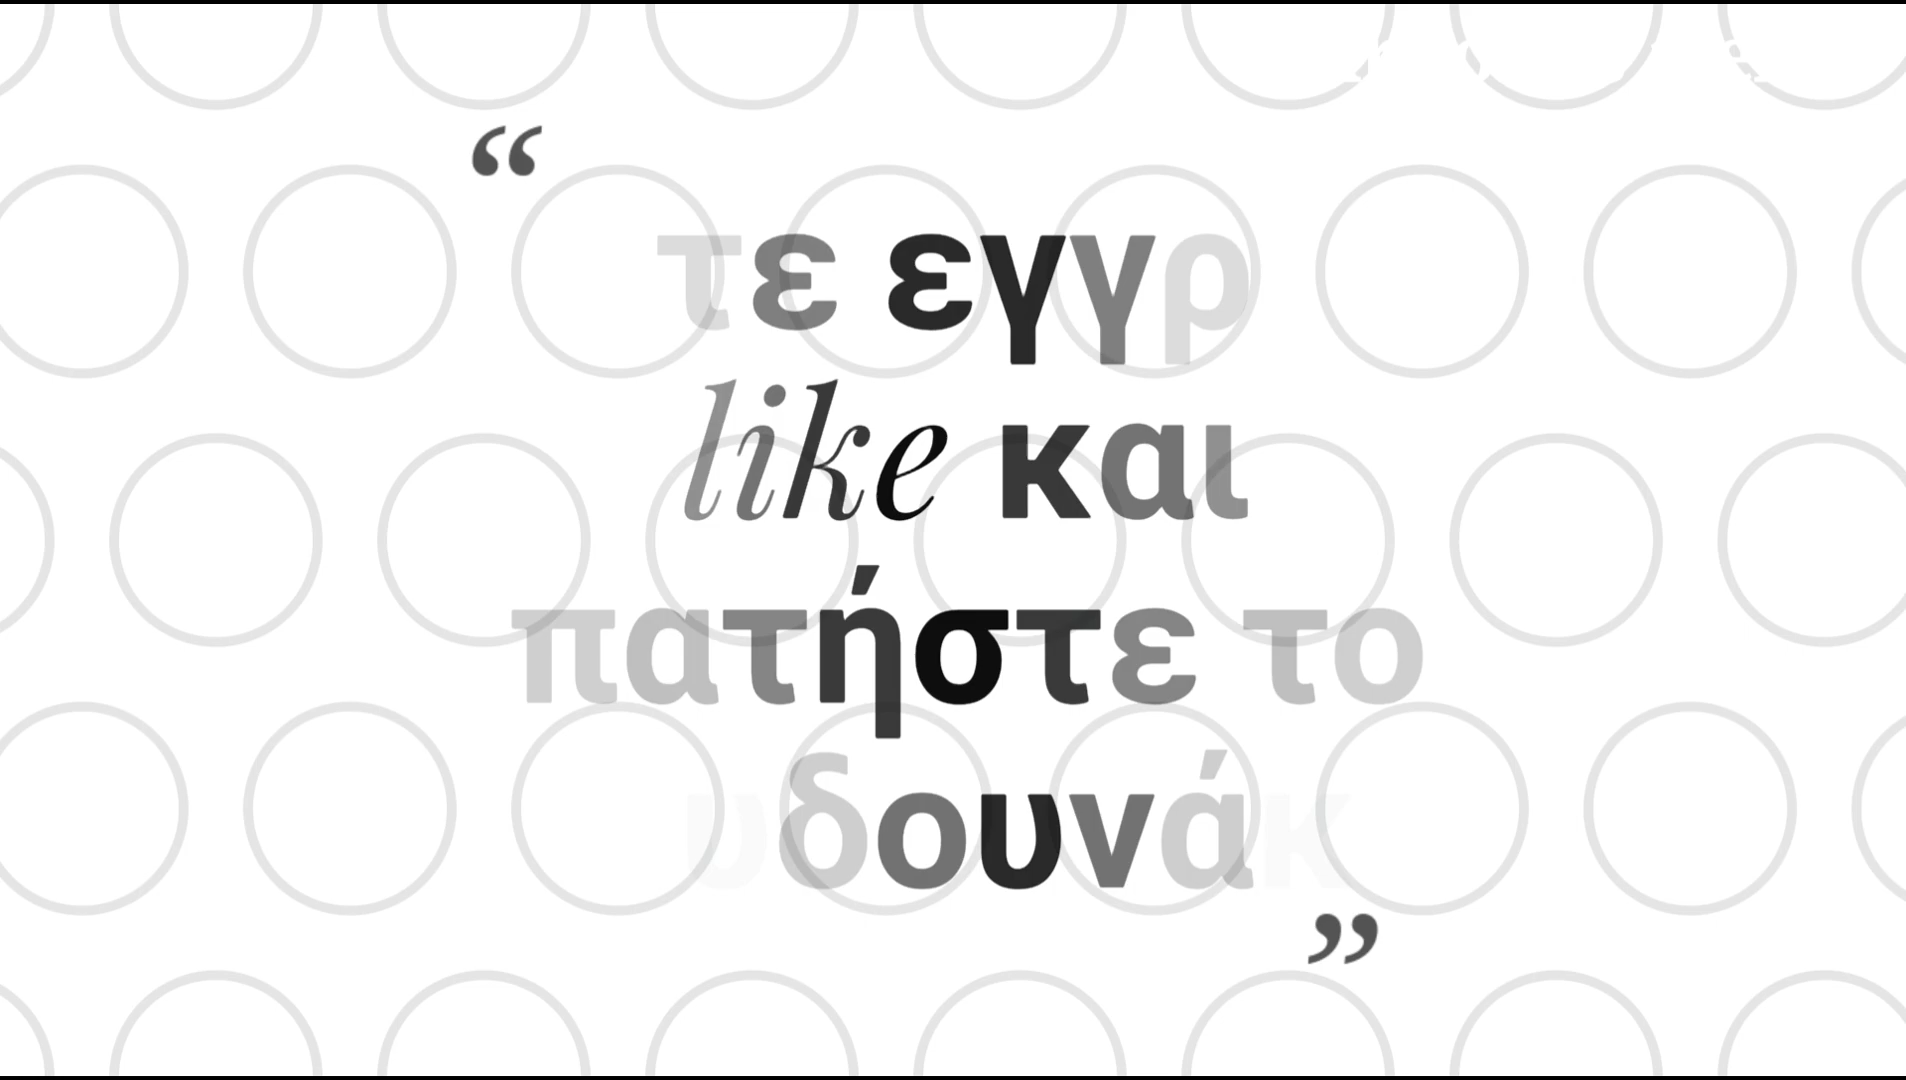 “
τε εγγρ
like και
πατήστε το
υδουνάκ
”